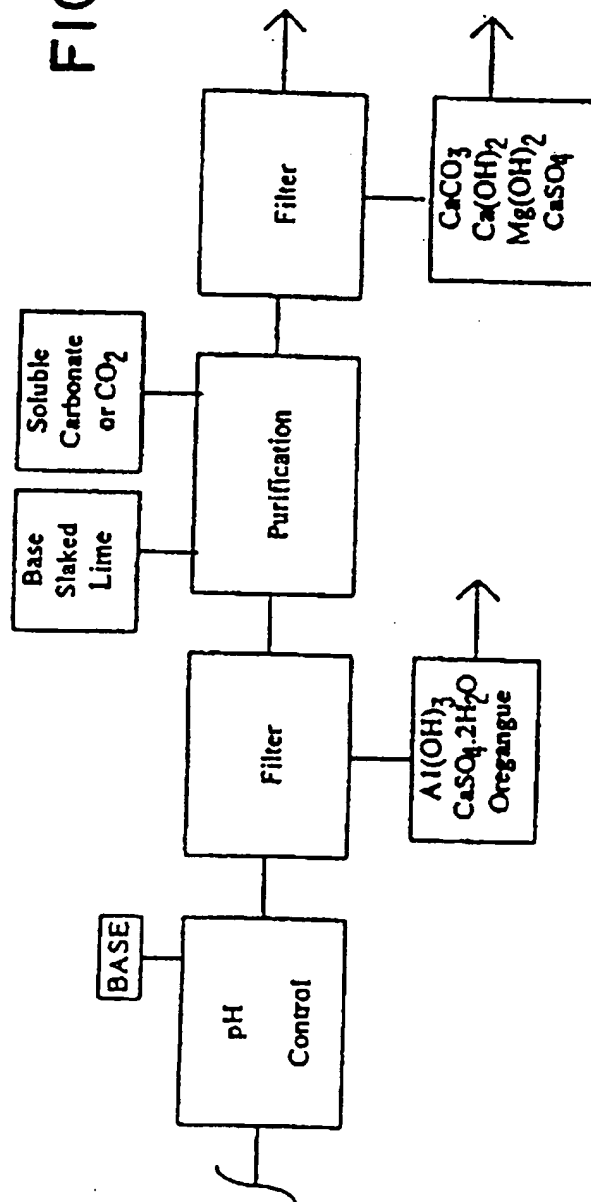 FIG
BASE
pH
Control
Filter
Al(OH)3
CaSO4.2H2O
Oregangue
Base
Slaked
Lime
Soluble
Carbonate
or CO2
Purification
Filter
CaCO3
Ca(OH)2
Mg(OH)2
CaSO4